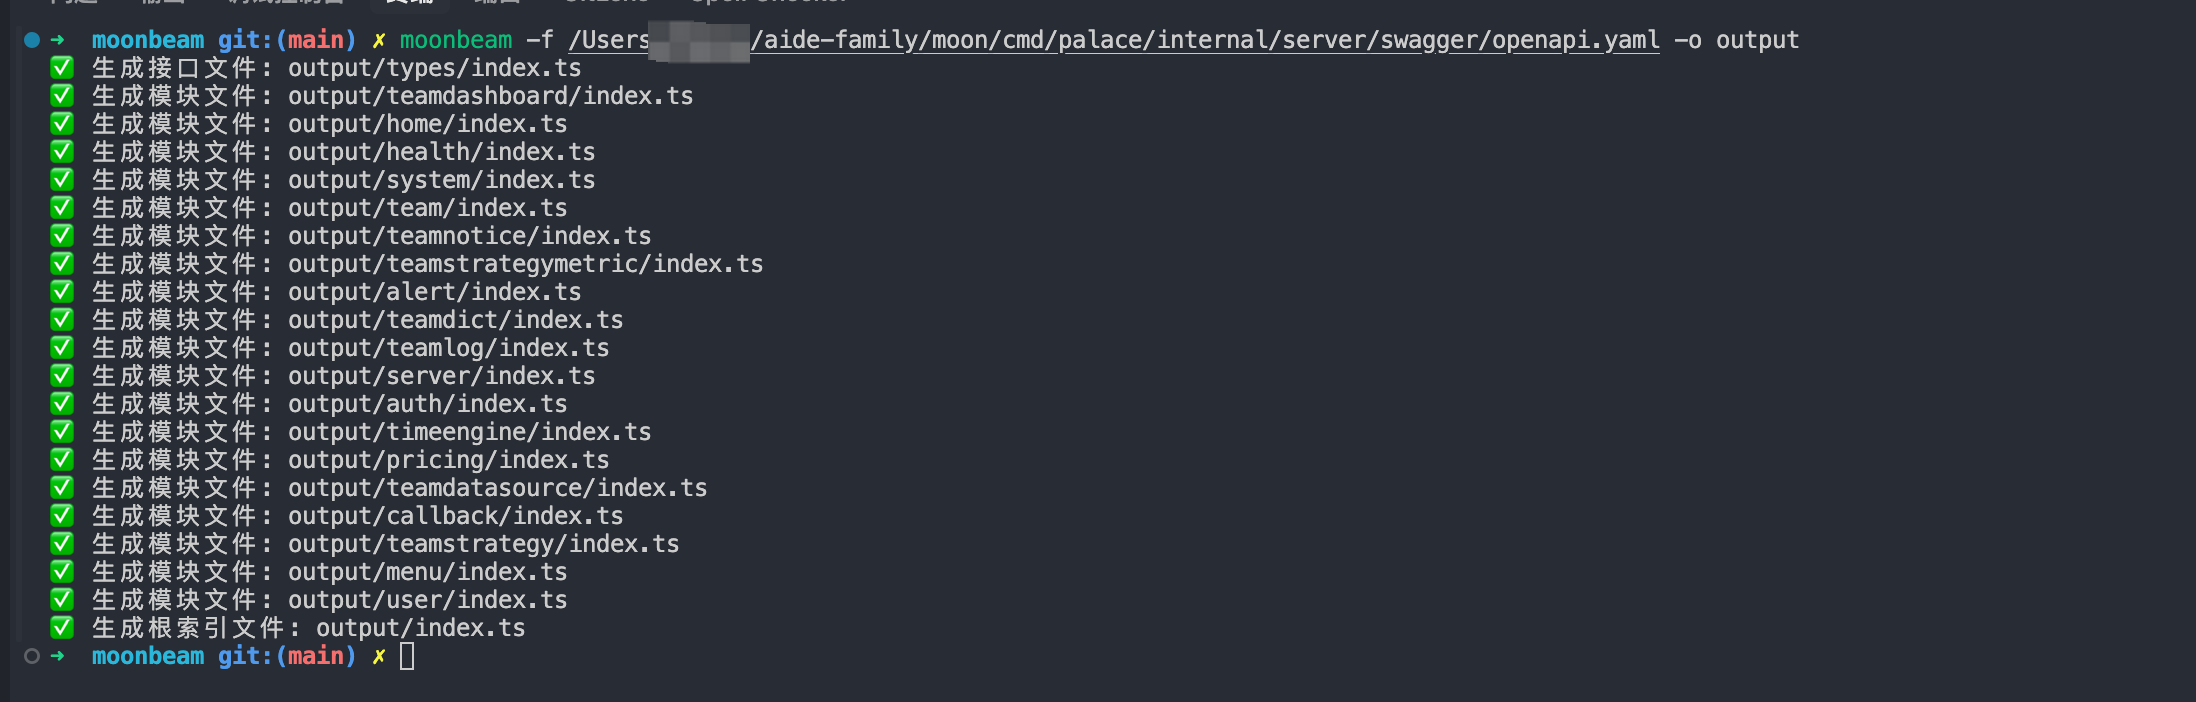 ➜ moonbeam git:(main) ✗ moonbeam -f /Users/aide-family/moon/cmd/palace/internal/server/swagger/openapi.yaml -o output
✅ 生成接口文件: output/types/index.ts
✅ 生成模块文件: output/teamdashboard/index.ts
✅ 生成模块文件: output/home/index.ts
✅ 生成模块文件: output/health/index.ts
✅ 生成模块文件: output/system/index.ts
✅ 生成模块文件: output/team/index.ts
✅ 生成模块文件: output/teamnotice/index.ts
✅ 生成模块文件: output/teamstrategymetric/index.ts
✅ 生成模块文件: output/alert/index.ts
✅ 生成模块文件: output/teamdict/index.ts
✅ 生成模块文件: output/teamlog/index.ts
✅ 生成模块文件: output/server/index.ts
✅ 生成模块文件: output/auth/index.ts
✅ 生成模块文件: output/timeengine/index.ts
✅ 生成模块文件: output/pricing/index.ts
✅ 生成模块文件: output/teamdatasource/index.ts
✅ 生成模块文件: output/callback/index.ts
✅ 生成模块文件: output/teamstrategy/index.ts
✅ 生成模块文件: output/menu/index.ts
✅ 生成模块文件: output/user/index.ts
✅ 生成根索引文件: output/index.ts
➜ moonbeam git:(main) ✗